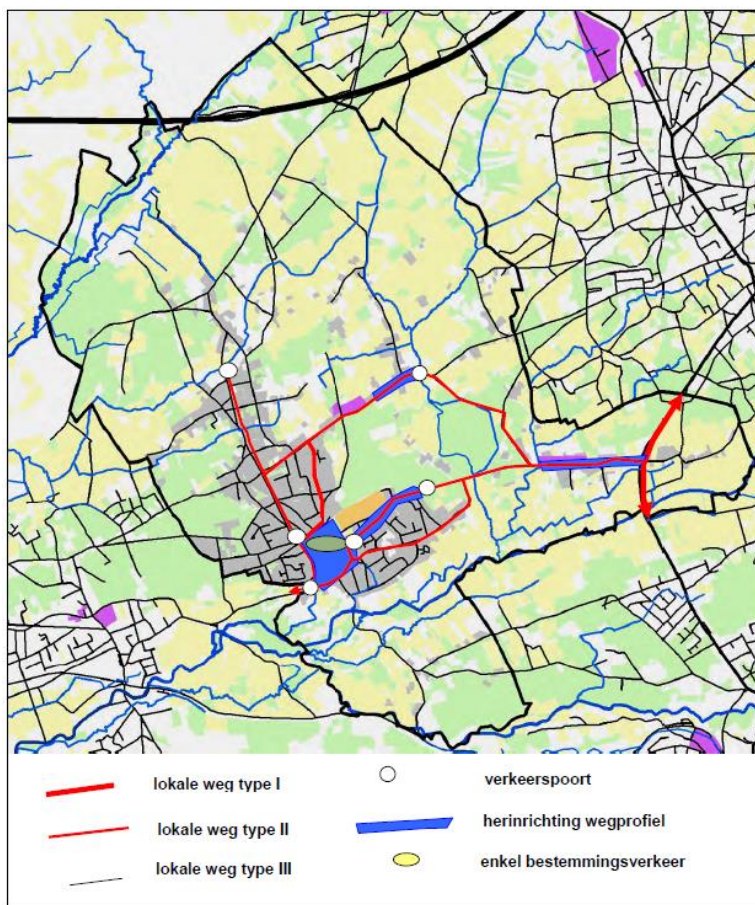 lokale weg type I
verkeerspoort
lokale weg type II
herinrichting wegprofiel
lokale weg type III
enkel bestemmingsverkeer